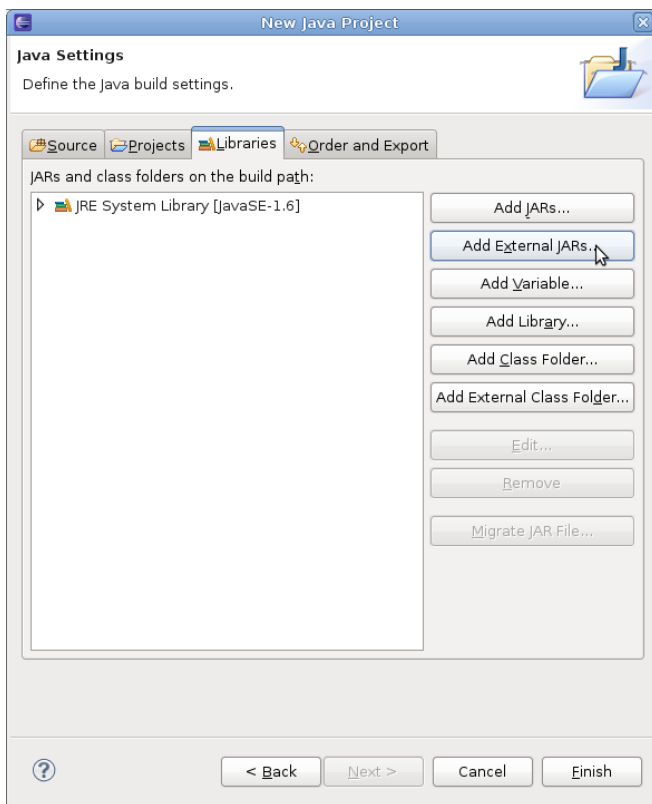 New Java Project
Java Settings
Define the Java build settings.
Source Projects Libraries Order and Export
JARs and class folders on the build path:
JRE System Library [JavaSE-1.6]
Add JARs...
Add External JARs...
Add Variable...
Add Library...
Add Class Folder...
Add External Class Folder...
Edit...
Remove
Migrate JAR File...
? < Back Next > Cancel Finish